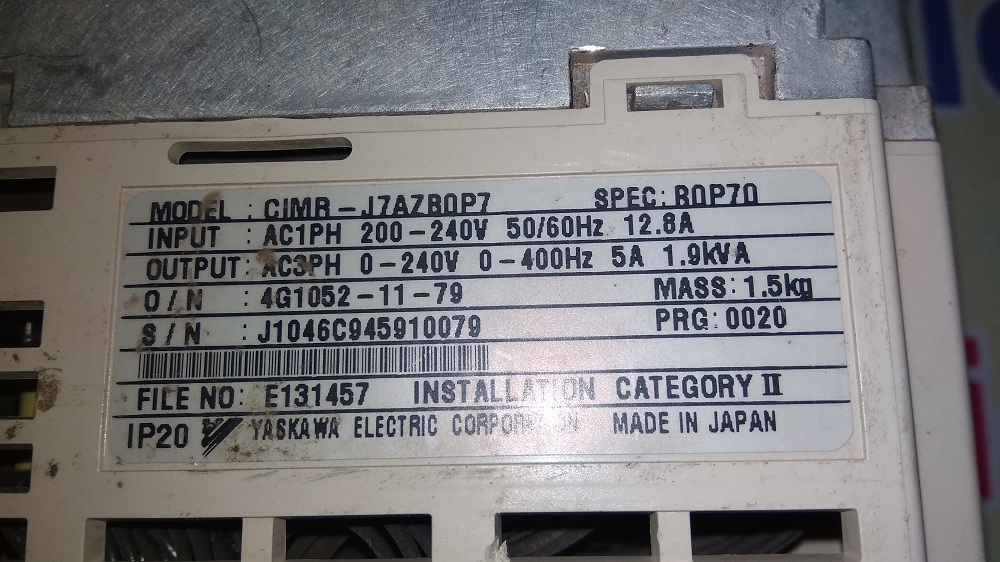 MODEL : CIMR-J7AZB0P7 SPEC: B0P70
INPUT : AC1PH 200-240V 50/60Hz 12.8A
OUTPUT: AC3PH 0-240V 0-400Hz 5A 1.9kVA
O/N : 4G1052-11-79 MASS: 1.5kg
S/N : J1046C945910079 PRG: 0020
FILE NO: E131457 INSTALLATION CATEGORY II
IP20 YASKAWA ELECTRIC CORPORATION MADE IN JAPAN